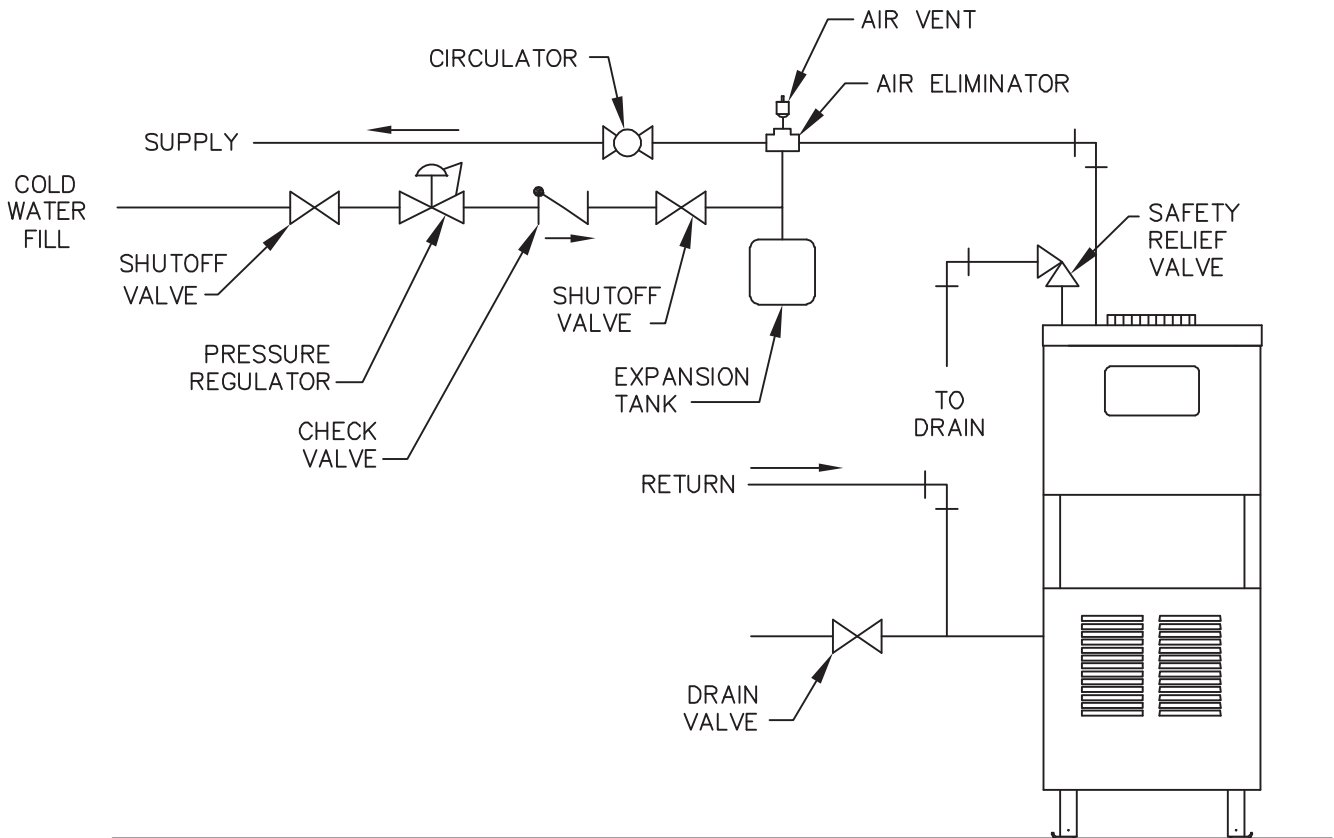 AIR VENT
CIRCULATOR
AIR ELIMINATOR
SUPPLY
COLD
WATER
FILL
SAFETY
RELIEF
VALVE
SHUTOFF
VALVE
SHUTOFF
VALVE
PRESSURE
REGULATOR
EXPANSION
TANK
TO
DRAIN
CHECK
VALVE
RETURN
DRAIN
VALVE